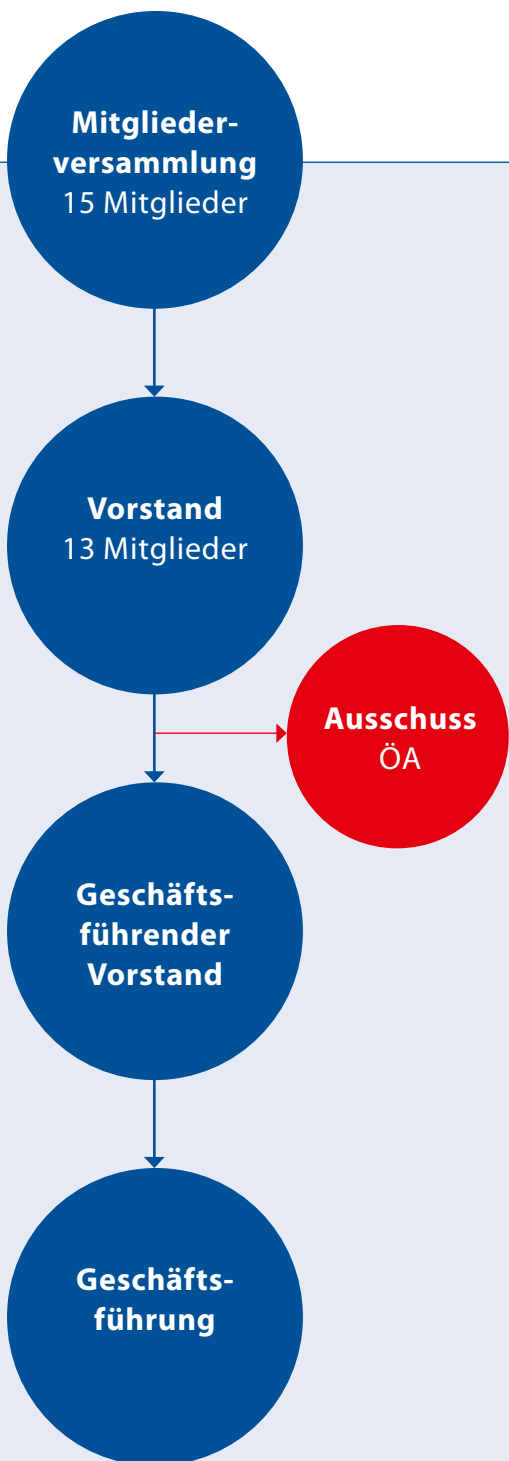 Mitglieder-
versammlung
15 Mitglieder
Vorstand
13 Mitglieder
Ausschuss
ÖA
Geschäfts-
führender
Vorstand
Geschäfts-
führung